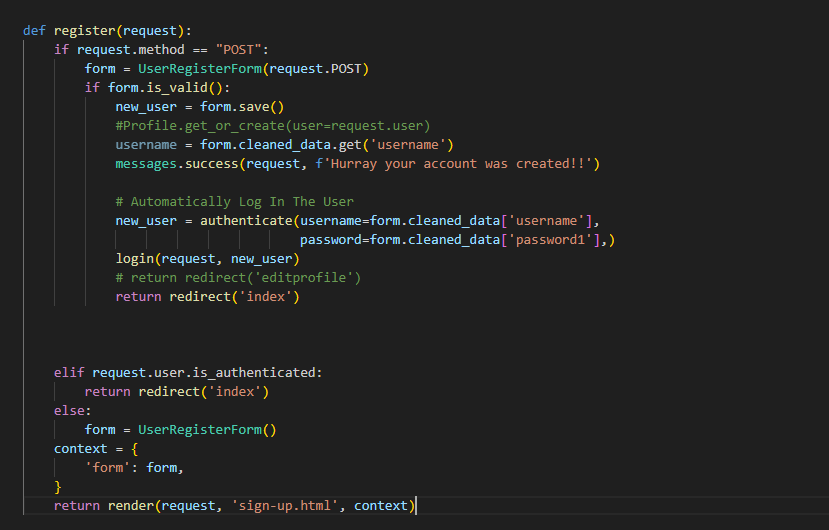 def register(request):
    if request.method == "POST":
        form = UserRegisterForm(request.POST)
        if form.is_valid():
            new_user = form.save()
            #Profile.get_or_create(user=request.user)
            username = form.cleaned_data.get('username')
            messages.success(request, f'Hurray your account was created!!')
            # Automatically Log In The User
            new_user = authenticate(username=form.cleaned_data['username'],
                                    password=form.cleaned_data['password1'],)
            login(request, new_user)
            # return redirect('editprofile')
            return redirect('index')
    elif request.user.is_authenticated:
        return redirect('index')
    else:
        form = UserRegisterForm()
    context = {
        'form': form,
    }
    return render(request, 'sign-up.html', context)